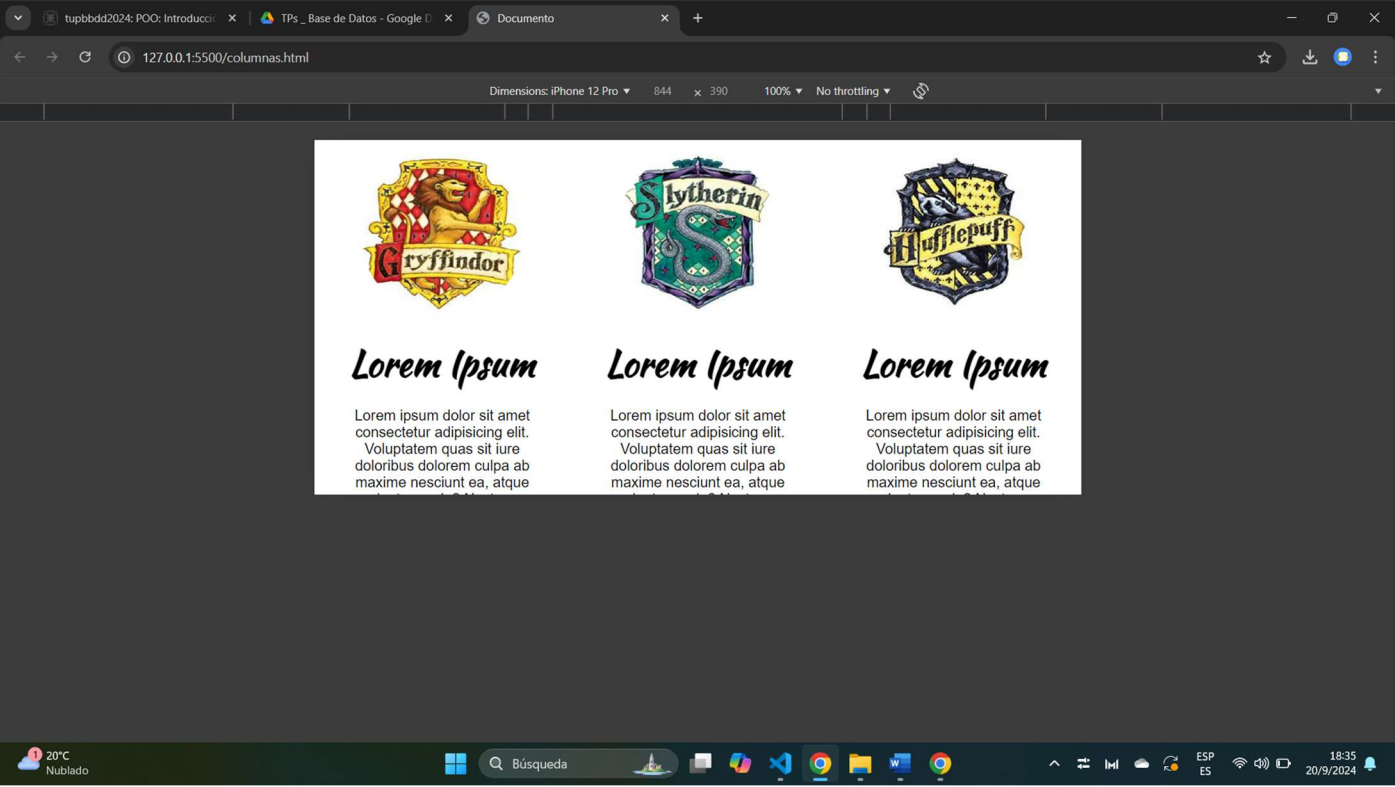 tupbbdd2024: POO: Introducci
TPs _ Base de Datos - Google D
Documento
127.0.0.1:5500/columnas.html
Dimensions: iPhone 12 Pro 844 x 390 100% No throttling
Gryffindor
Slytherin
Hufflepuff
Lorem Ipsum
Lorem ipsum dolor sit amet
consectetur adipisicing elit.
Voluptatem quas sit iure
doloribus dolorem culpa ab
maxime nesciunt ea, atque
Lorem Ipsum
Lorem ipsum dolor sit amet
consectetur adipisicing elit.
Voluptatem quas sit iure
doloribus dolorem culpa ab
maxime nesciunt ea, atque
Lorem Ipsum
Lorem ipsum dolor sit amet
consectetur adipisicing elit.
Voluptatem quas sit iure
doloribus dolorem culpa ab
maxime nesciunt ea, atque
1
20°C
Nublado
Búsqueda
W
ESP
ES
18:35
20/9/2024